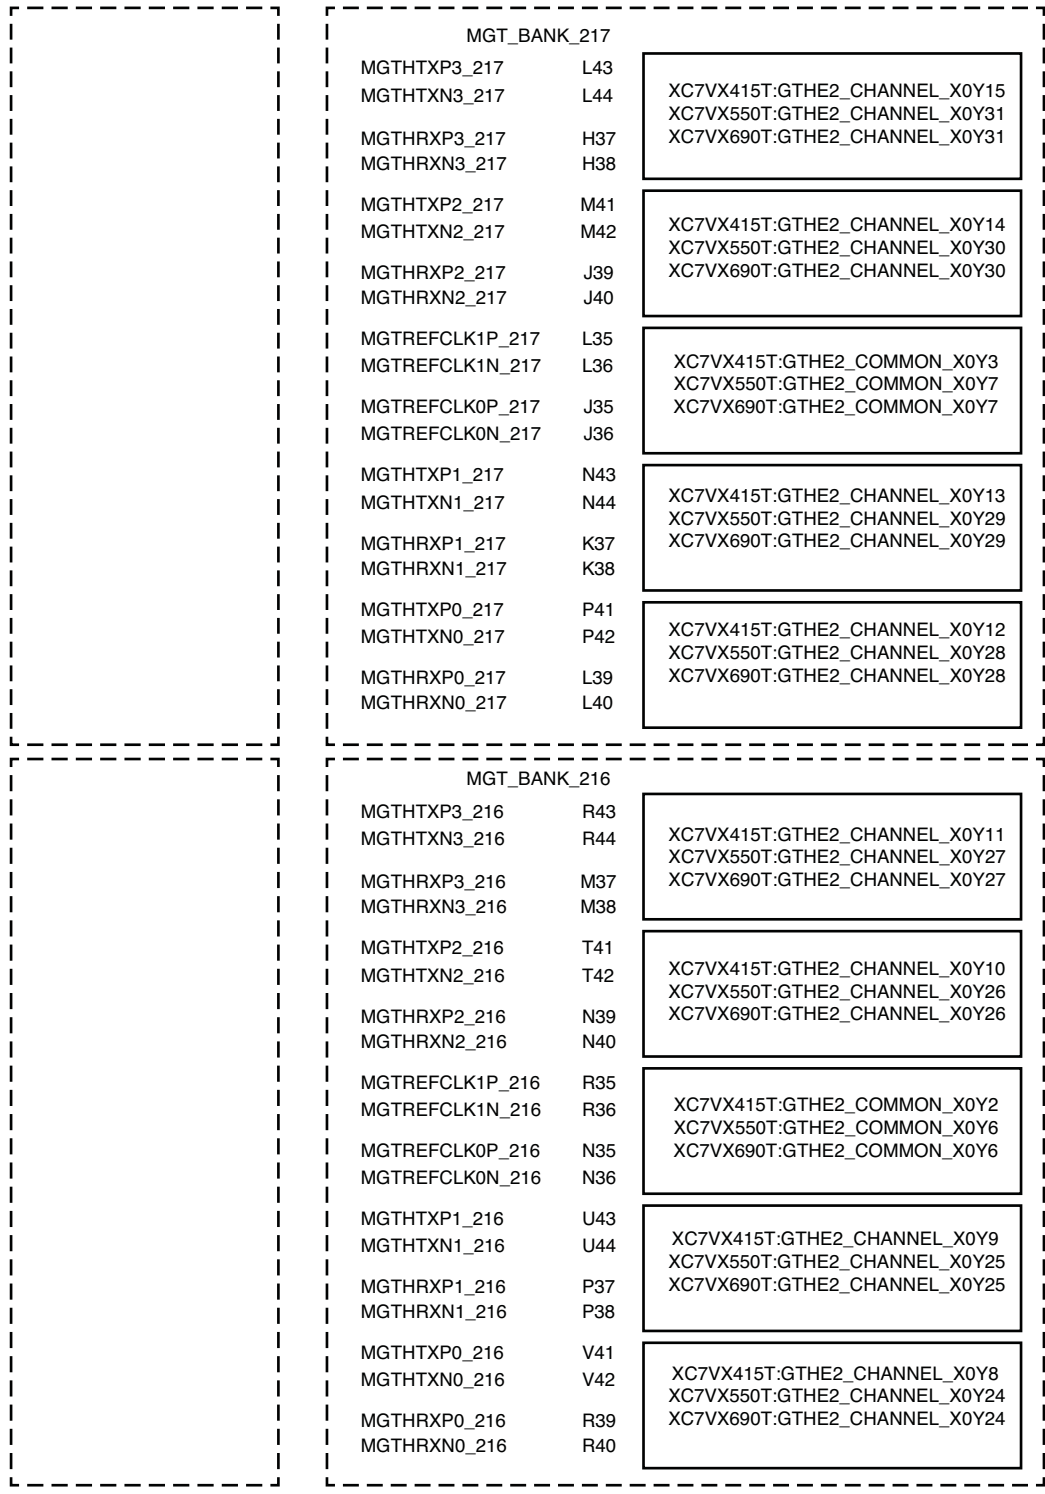 MGT_BANK_217
MGTHTXP3_217 L43
MGTHTXN3_217 L44
MGTHRXP3_217 H37
MGTHRXN3_217 H38
XC7VX415T:GTHE2_CHANNEL_X0Y15
XC7VX550T:GTHE2_CHANNEL_X0Y31
XC7VX690T:GTHE2_CHANNEL_X0Y31
MGTHTXP2_217 M41
MGTHTXN2_217 M42
MGTHRXP2_217 J39
MGTHRXN2_217 J40
XC7VX415T:GTHE2_CHANNEL_X0Y14
XC7VX550T:GTHE2_CHANNEL_X0Y30
XC7VX690T:GTHE2_CHANNEL_X0Y30
MGTREFCLK1P_217 L35
MGTREFCLK1N_217 L36
MGTREFCLK0P_217 J35
MGTREFCLK0N_217 J36
XC7VX415T:GTHE2_COMMON_X0Y3
XC7VX550T:GTHE2_COMMON_X0Y7
XC7VX690T:GTHE2_COMMON_X0Y7
MGTHTXP1_217 N43
MGTHTXN1_217 N44
MGTHRXP1_217 K37
MGTHRXN1_217 K38
XC7VX415T:GTHE2_CHANNEL_X0Y13
XC7VX550T:GTHE2_CHANNEL_X0Y29
XC7VX690T:GTHE2_CHANNEL_X0Y29
MGTHTXP0_217 P41
MGTHTXN0_217 P42
MGTHRXP0_217 L39
MGTHRXN0_217 L40
XC7VX415T:GTHE2_CHANNEL_X0Y12
XC7VX550T:GTHE2_CHANNEL_X0Y28
XC7VX690T:GTHE2_CHANNEL_X0Y28
MGT_BANK_216
MGTHTXP3_216 R43
MGTHTXN3_216 R44
MGTHRXP3_216 M37
MGTHRXN3_216 M38
XC7VX415T:GTHE2_CHANNEL_X0Y11
XC7VX550T:GTHE2_CHANNEL_X0Y27
XC7VX690T:GTHE2_CHANNEL_X0Y27
MGTHTXP2_216 T41
MGTHTXN2_216 T42
MGTHRXP2_216 N39
MGTHRXN2_216 N40
XC7VX415T:GTHE2_CHANNEL_X0Y10
XC7VX550T:GTHE2_CHANNEL_X0Y26
XC7VX690T:GTHE2_CHANNEL_X0Y26
MGTREFCLK1P_216 R35
MGTREFCLK1N_216 R36
MGTREFCLK0P_216 N35
MGTREFCLK0N_216 N36
XC7VX415T:GTHE2_COMMON_X0Y2
XC7VX550T:GTHE2_COMMON_X0Y6
XC7VX690T:GTHE2_COMMON_X0Y6
MGTHTXP1_216 U43
MGTHTXN1_216 U44
MGTHRXP1_216 P37
MGTHRXN1_216 P38
XC7VX415T:GTHE2_CHANNEL_X0Y9
XC7VX550T:GTHE2_CHANNEL_X0Y25
XC7VX690T:GTHE2_CHANNEL_X0Y25
MGTHTXP0_216 V41
MGTHTXN0_216 V42
MGTHRXP0_216 R39
MGTHRXN0_216 R40
XC7VX415T:GTHE2_CHANNEL_X0Y8
XC7VX550T:GTHE2_CHANNEL_X0Y24
XC7VX690T:GTHE2_CHANNEL_X0Y24